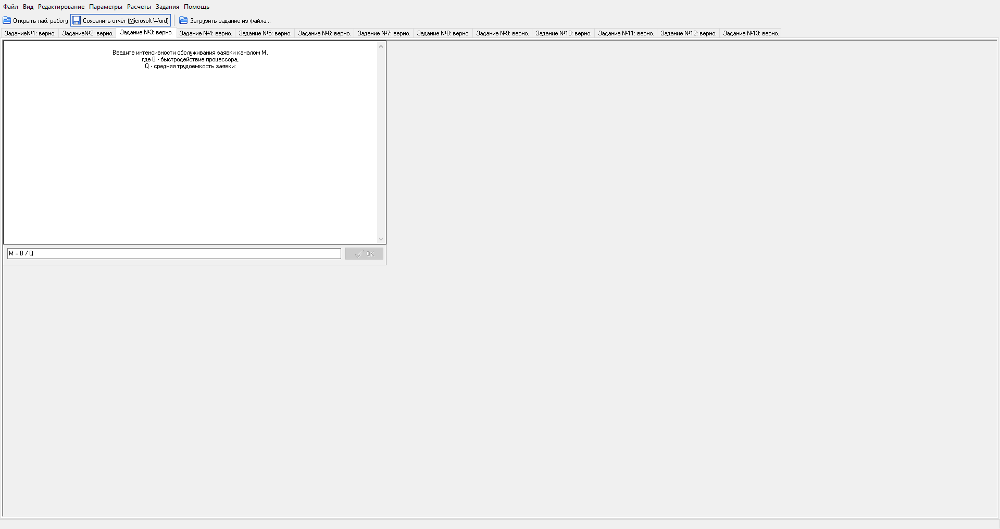 Файл Вид Редактирование Параметры Расчеты Задания Помощь
Открыть лаб. работу Сохранить отчёт (Microsoft Word) Загрузить задание из файла...
Задание№1: верно. Задание№2: верно. Задание №3: верно. Задание №4: верно. Задание №5: верно. Задание №6: верно. Задание №7: верно. Задание №8: верно. Задание №9: верно. Задание №10: верно. Задание №11: верно. Задание №12: верно. Задание №13: верно.
Введите интенсивности обслуживания заявки каналом M,
где B - быстродействие процессора,
Q - средняя трудоемкость заявки:
M = B / Q
OK